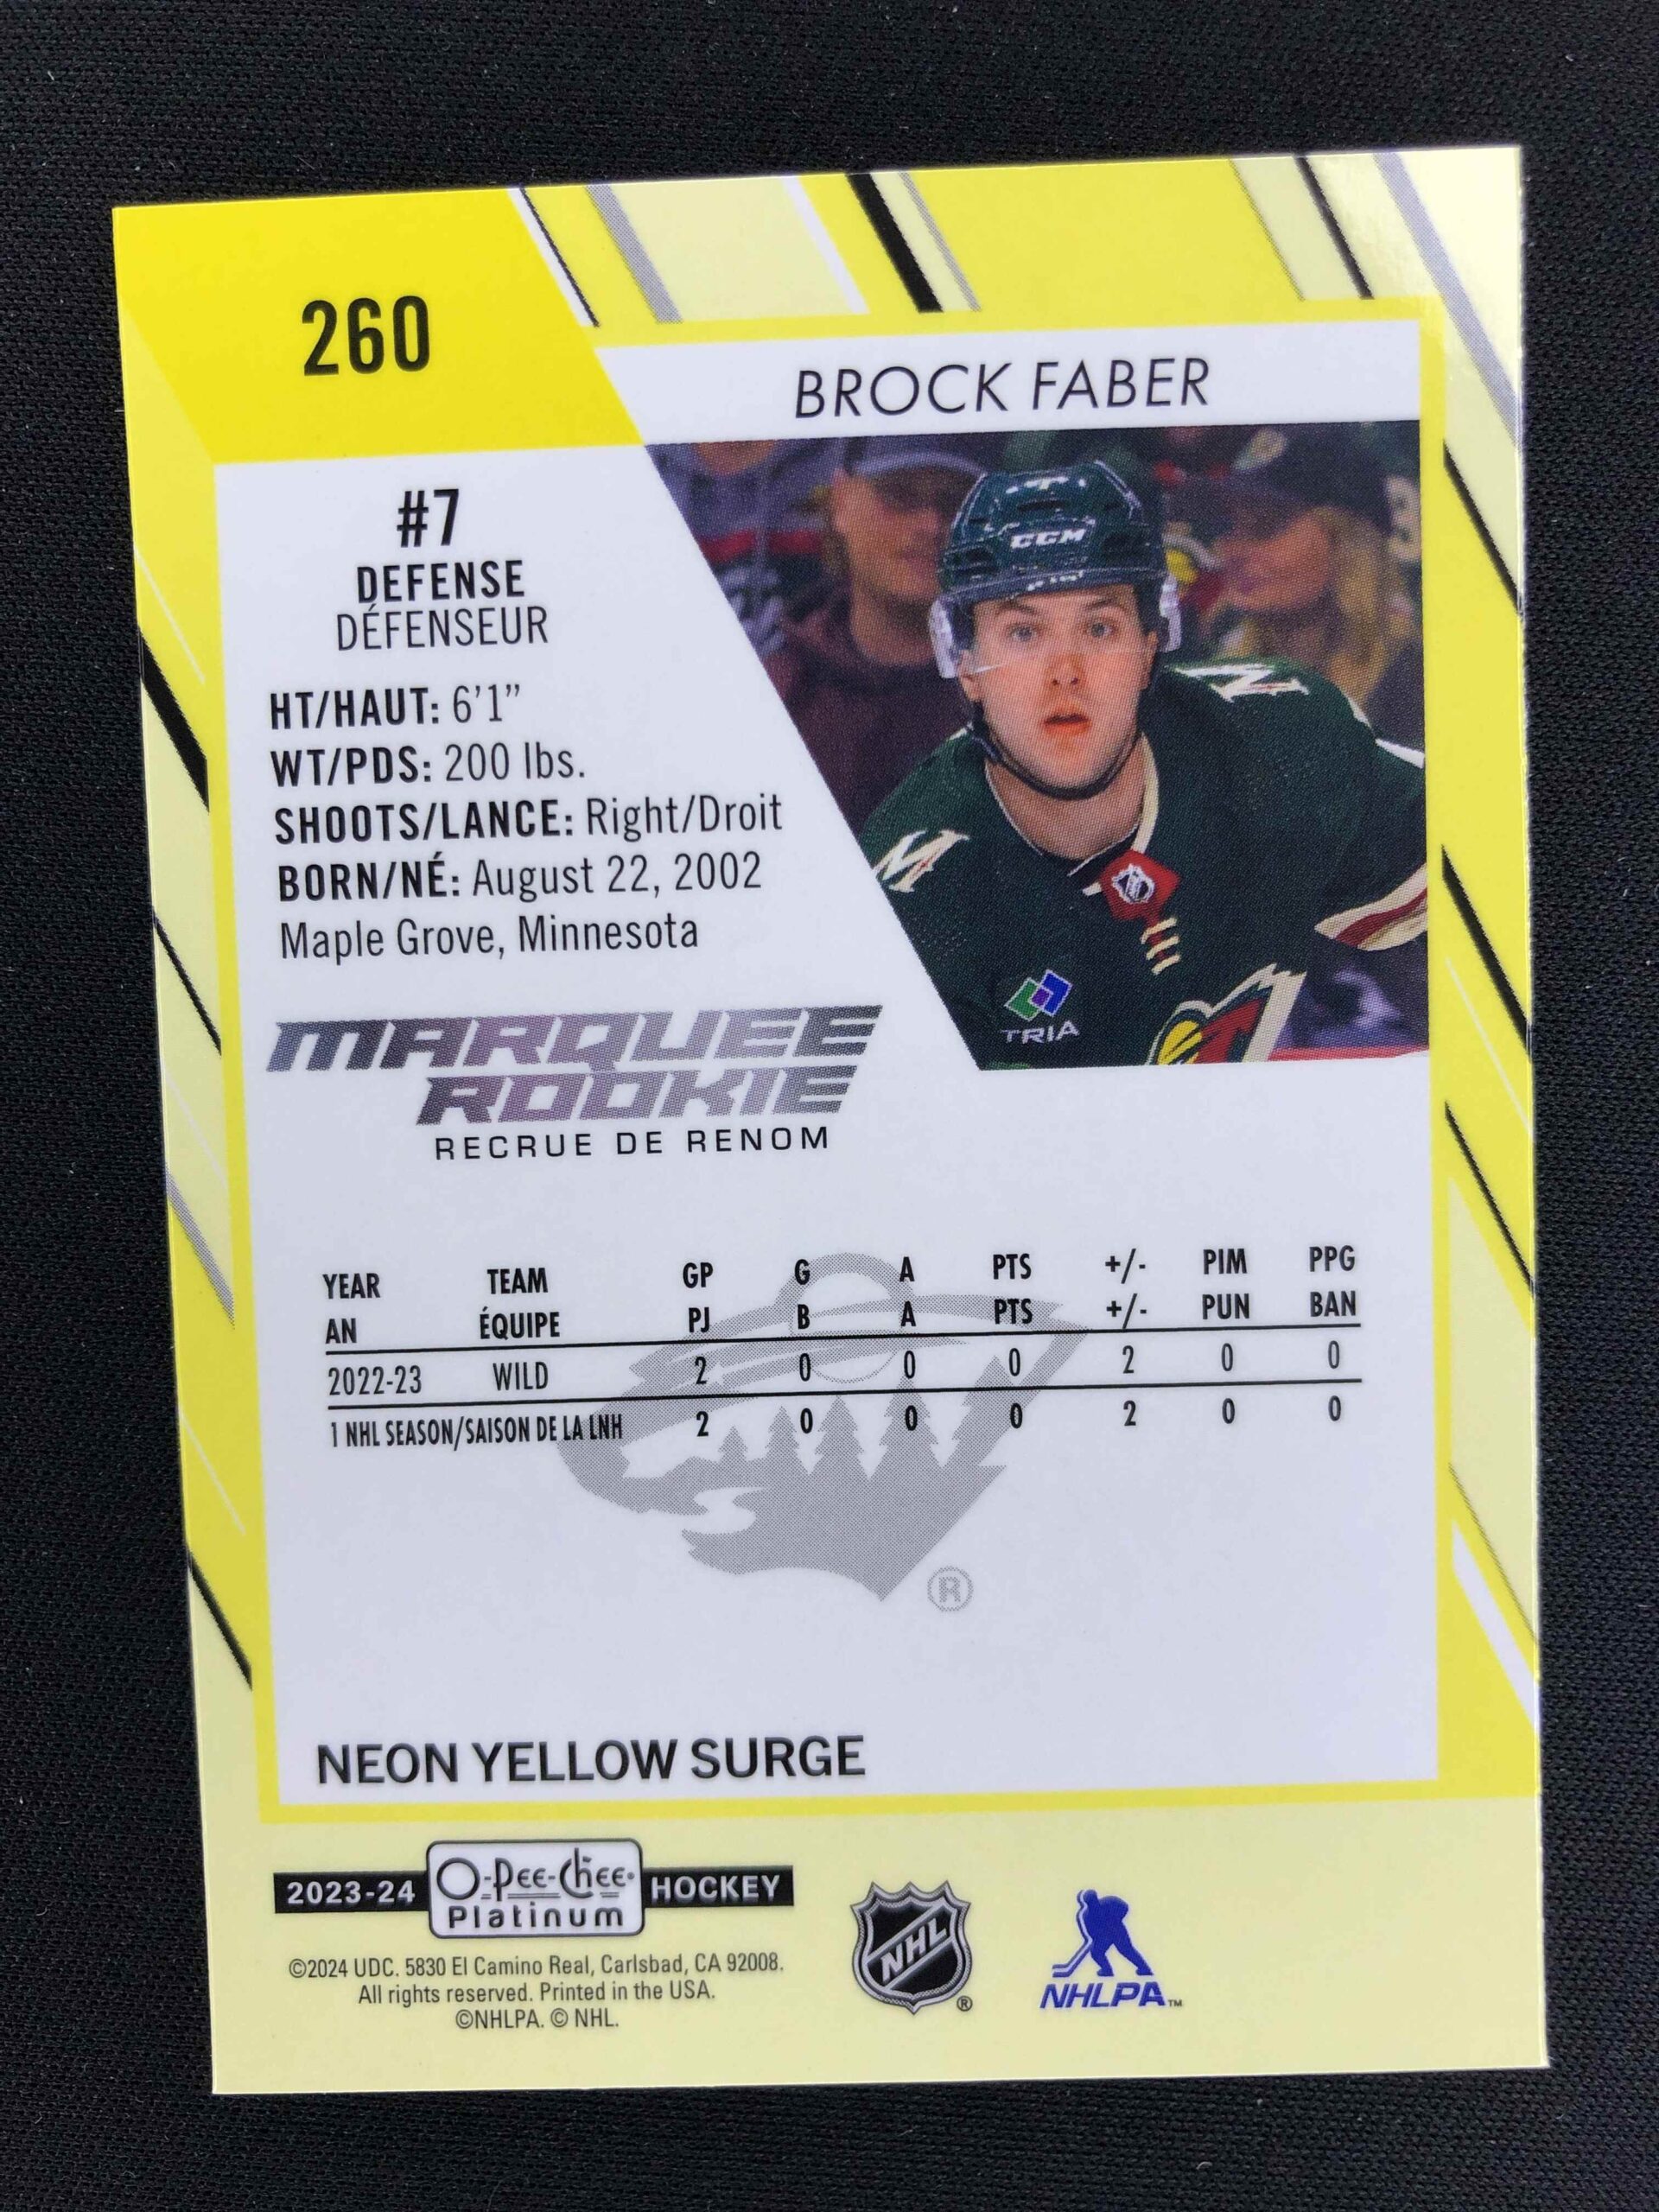 260
BROCK FABER
#7
DEFENSE
DÉFENSEUR
HT/HAUT: 6'1"
WT/PDS: 200 lbs.
SHOOTS/LANCE: Right/Droit
BORN/NÉ: August 22, 2002
Maple Grove, Minnesota
CCM
TRIA
MARQUEE
ROOKIE
RECRUE DE RENOM
YEAR TEAM GP G A PTS +/- PIM PPG
AN ÉQUIPE PJ B A PTS +/- PUN BAN
2022-23 WILD 2 0 0 0 2 0 0
1 NHL SEASON/SAISON DE LA LNH 2 0 0 0 2 0 0
®
NEON YELLOW SURGE
2023-24 O-Pee-Chee HOCKEY
Platinum
©2024 UDC. 5830 El Camino Real, Carlsbad, CA 92008.
All rights reserved. Printed in the USA.
©NHLPA. © NHL.
NHL ®
NHLPA™